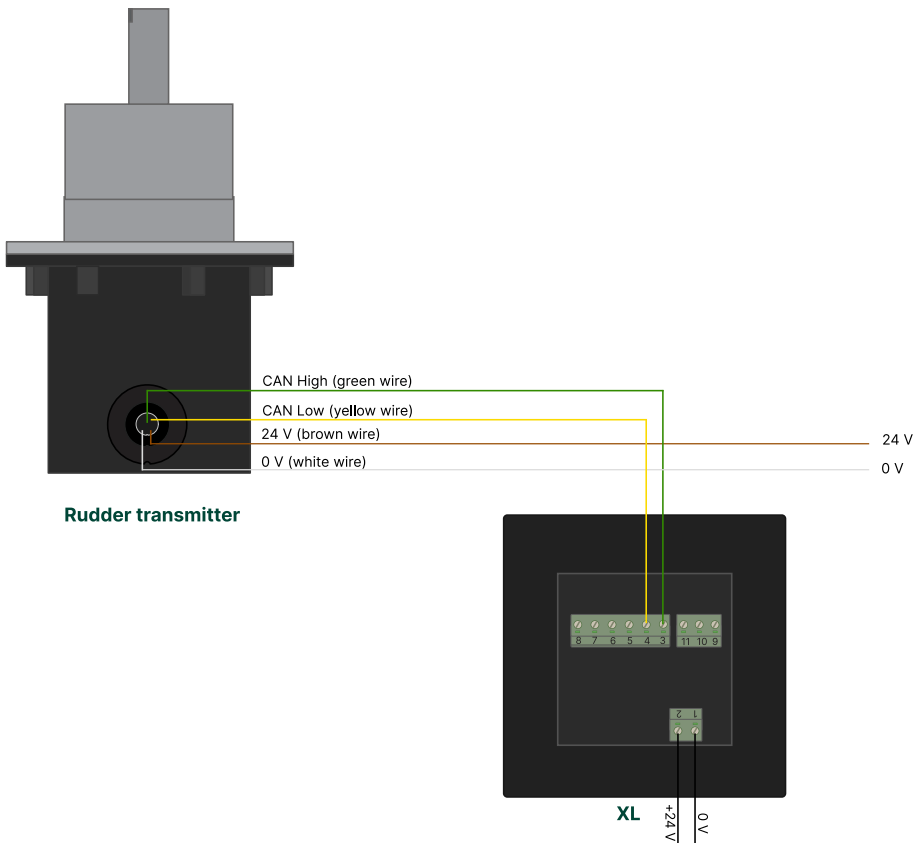 CAN High (green wire)
CAN Low (yellow wire)
24 V (brown wire)
24 V
0 V (white wire)
0 V
Rudder transmitter
8 7 6 5 4 3 11 10 9
2 1
XL
+24 V
0 V